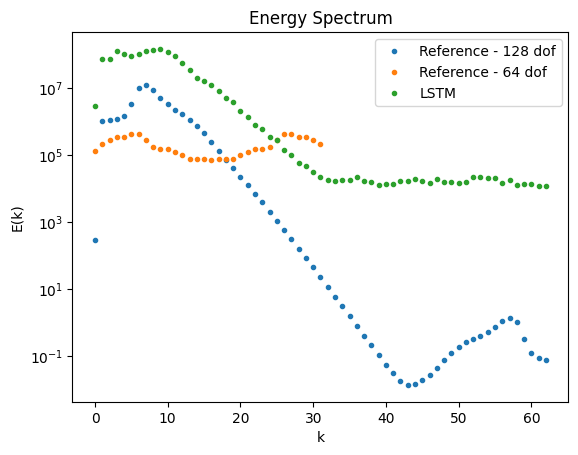 Energy Spectrum
Reference - 128 dof
Reference - 64 dof
LSTM
E(k)
10^7
10^5
10^3
10^1
10^−1
0 10 20 30 40 50 60
k